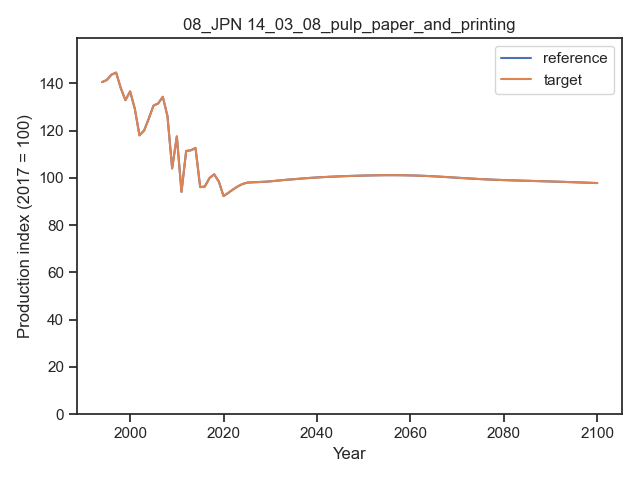 08_JPN 14_03_08_pulp_paper_and_printing
reference
target
Production index (2017 = 100)
140
120
100
80
60
40
20
0
2000 2020 2040 2060 2080 2100
Year